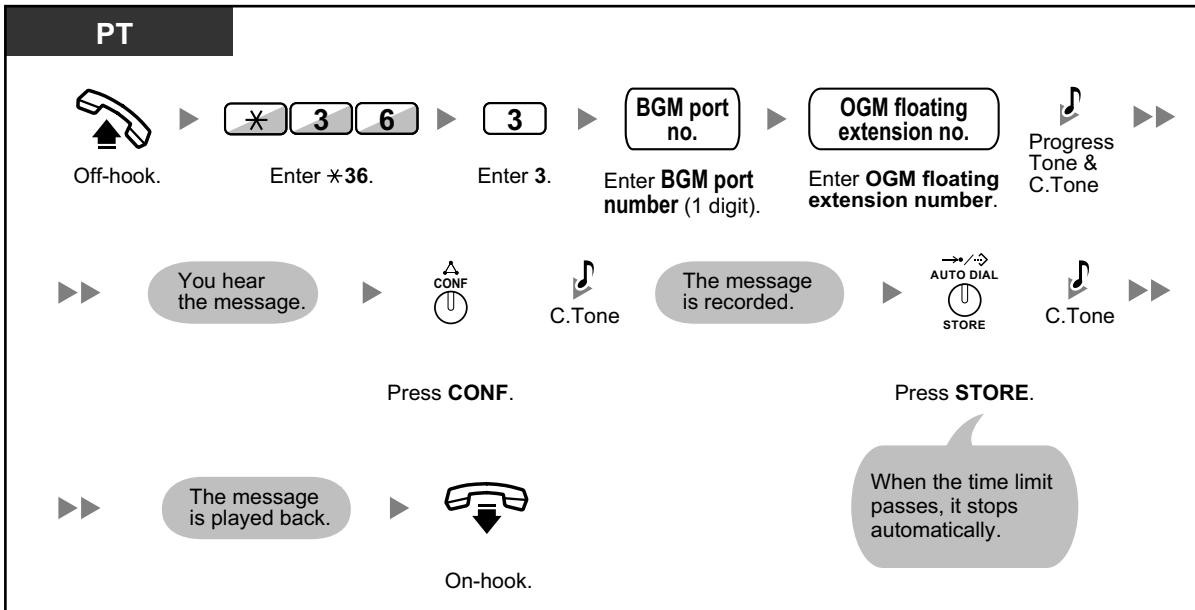 PT
✳ 3 6
3
BGM port
no.
OGM floating
extension no.
Progress
Tone &
C.Tone
Off-hook.
Enter ✳36.
Enter 3.
Enter BGM port
number (1 digit).
Enter OGM floating
extension number.
You hear
the message.
CONF
C.Tone
The message
is recorded.
AUTO DIAL
STORE
C.Tone
Press CONF.
Press STORE.
When the time limit
passes, it stops
automatically.
The message
is played back.
On-hook.